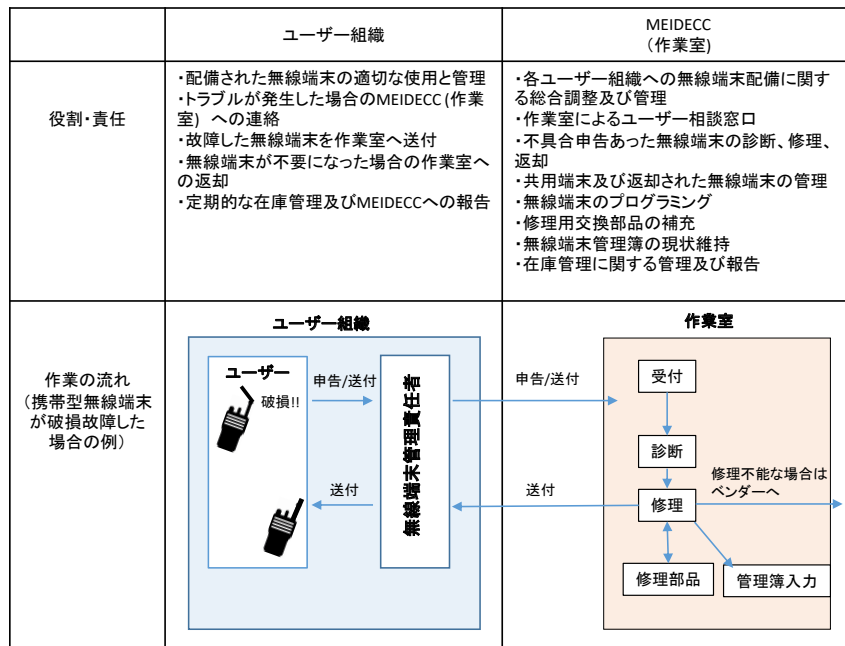 ユーザー組織
MEIDECC
（作業室）
役割・責任
・配備された無線端末の適切な使用と管理
・トラブルが発生した場合のMEIDECC (作業
室） への連絡
・故障した無線端末を作業室へ送付
・無線端末が不要になった場合の作業室へ
の返却
・定期的な在庫管理及びMEIDECCへの報告
・各ユーザー組織への無線端末配備に関す
る総合調整及び管理
・作業室によるユーザー相談窓口
・不具合申告あった無線端末の診断、修理、
返却
・共用端末及び返却された無線端末の管理
・無線端末のプログラミング
・修理用交換部品の補充
・無線端末管理簿の現状維持
・在庫管理に関する管理及び報告
作業の流れ
（携帯型無線端末
が破損故障した
場合の例）
ユーザー組織
ユーザー
破損!!
申告/送付
送付
無線端末管理責任者
申告/送付
送付
作業室
受付
診断
修理
修理不能な場合は
ベンダーへ
修理部品
管理簿入力